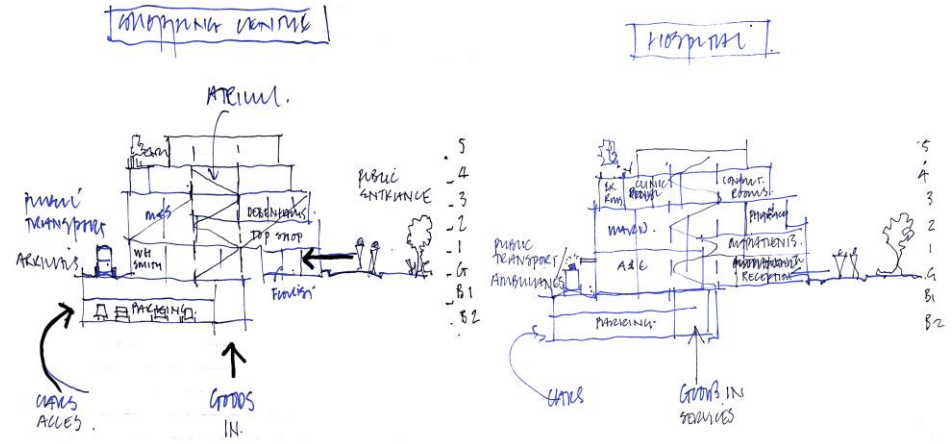 SHOPPING CENTRE
ATRIUM.
PUBLIC
TRANSPORT
ARRIVALS
M&S
DEBENHAMS
TOP SHOP
WH
SMITH
FLORIST
PUBLIC
ENTRANCE
PARKING
CARS
ACCES.
GOODS
IN.
5
4
3
2
1
G
B1
B2
HOSPITAL
CLINICS
CONSULT.
ROOMS.
PHARMACY
WARD.
INPATIENTS.
A&E
RECEPTION
PUBLIC
TRANSPORT
AMBULANCES
PARKING.
CARS
GOODS IN
SERVICES
5
4
3
2
1
G
B1
B2